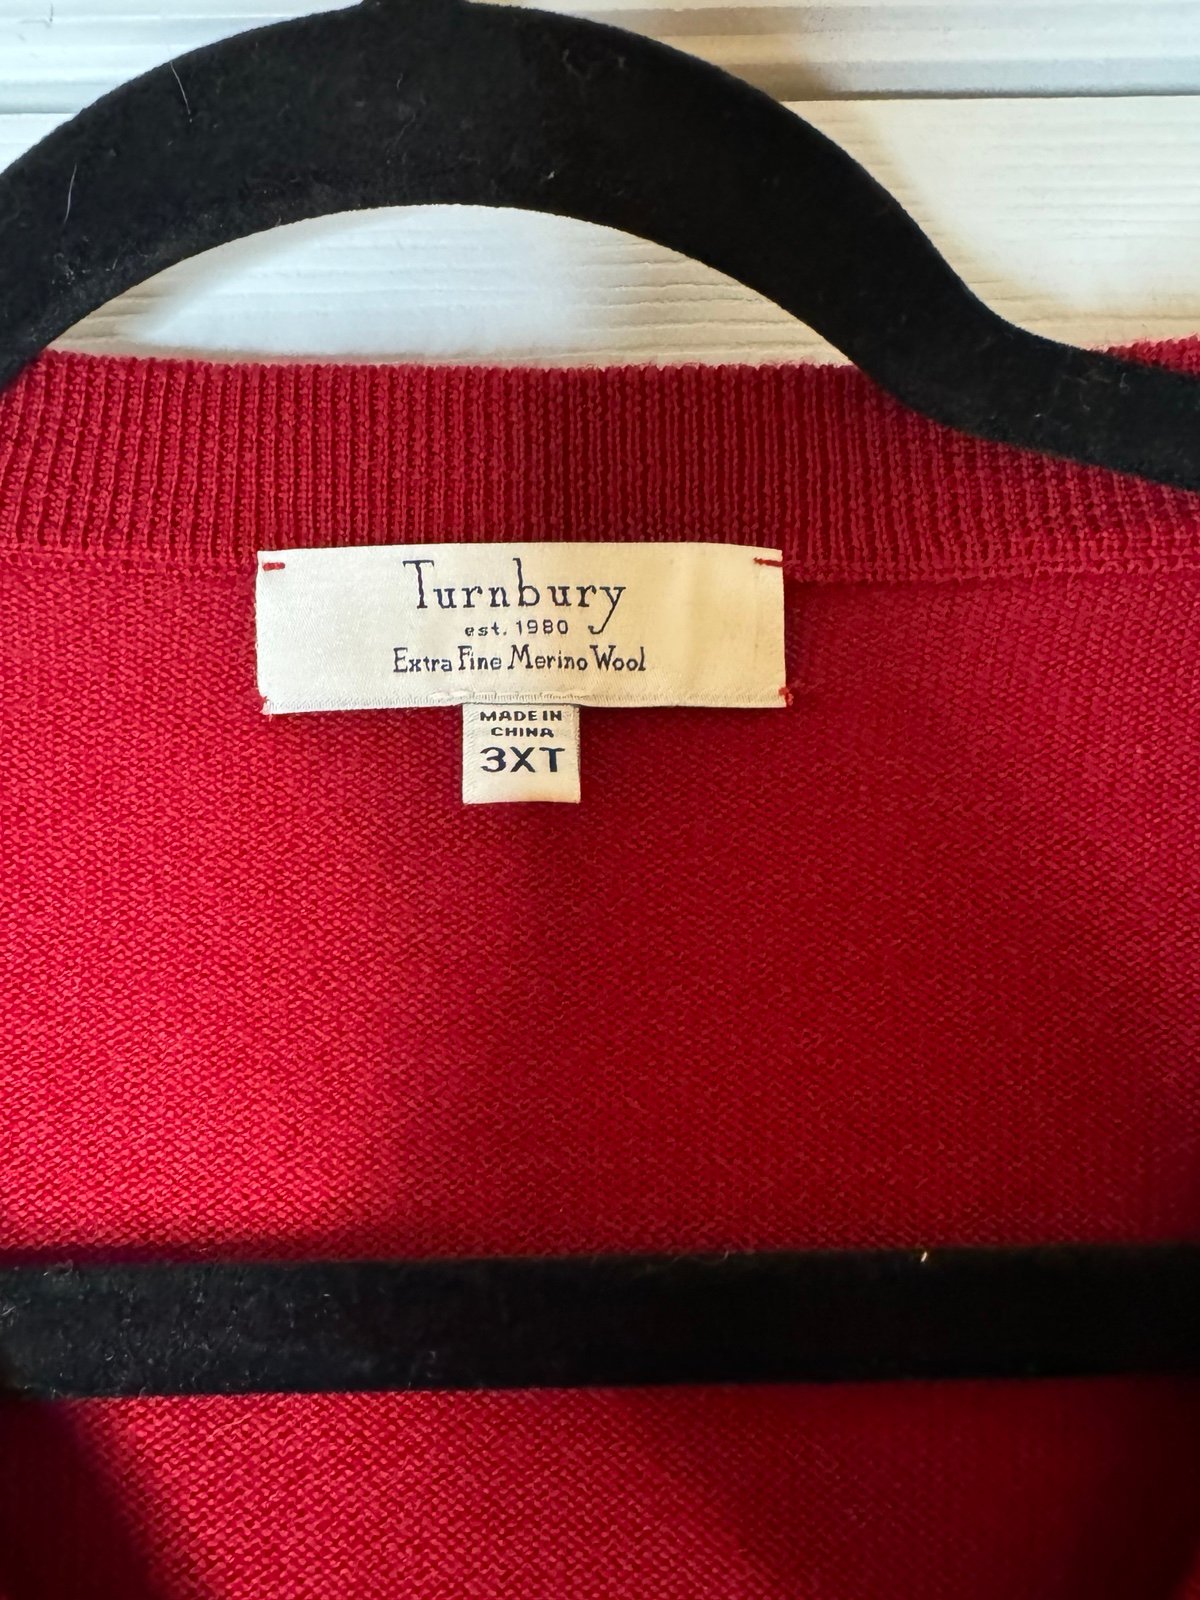 Turnbury
est. 1980
Extra Fine Merino Wool
MADE IN
CHINA
3XT